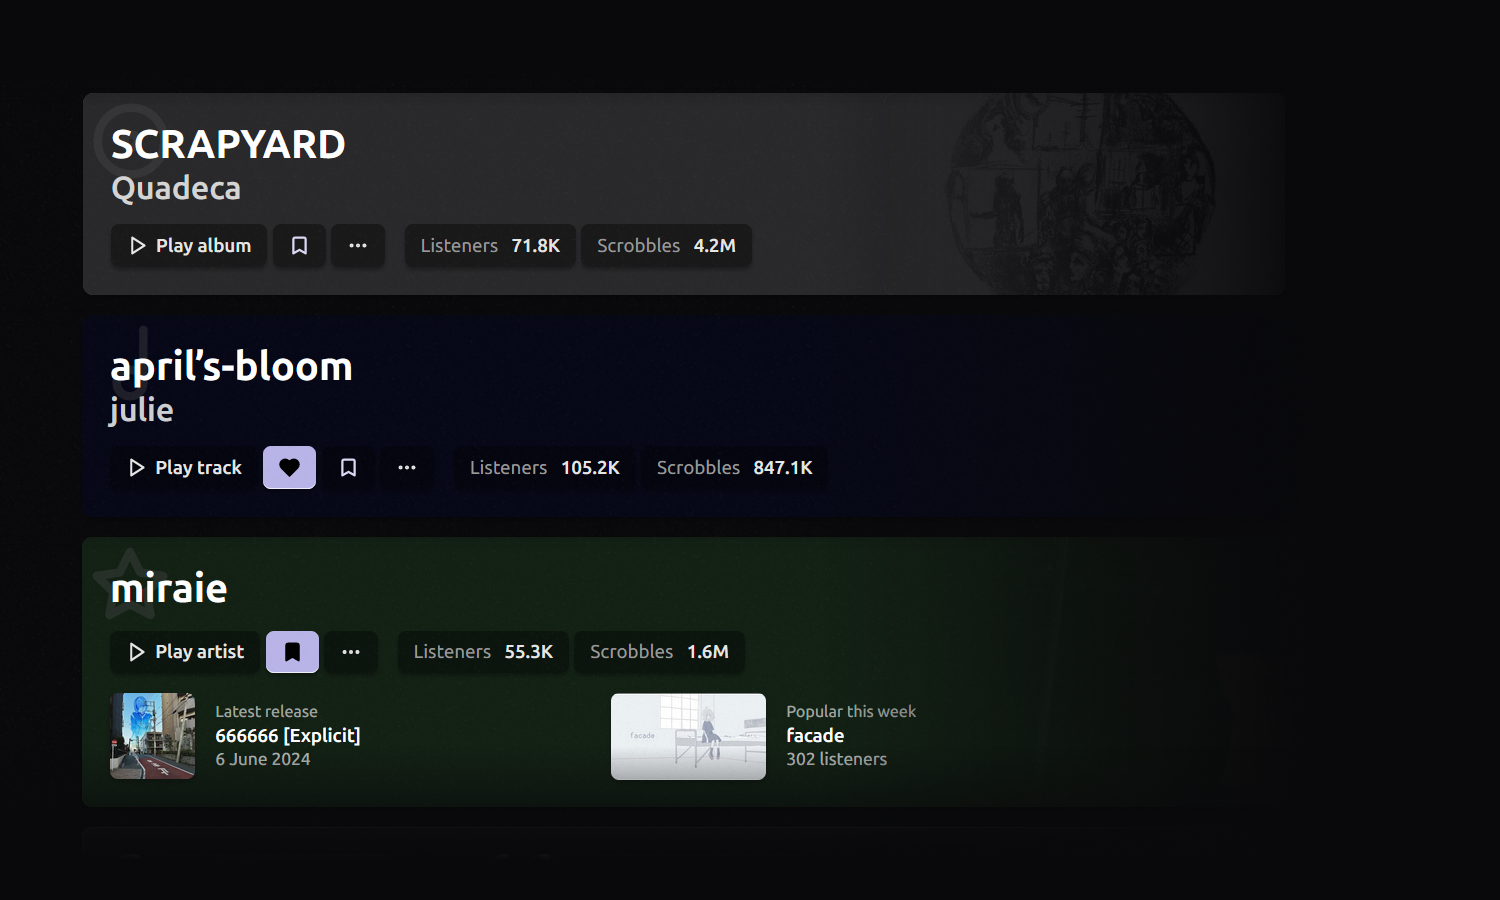 SCRAPYARD
Quadeca
Play album
Listeners 71.8K
Scrobbles 4.2M
april’s-bloom
julie
Play track
Listeners 105.2K
Scrobbles 847.1K
miraie
Play artist
Listeners 55.3K
Scrobbles 1.6M
Latest release
666666 [Explicit]
6 June 2024
facade
Popular this week
facade
302 listeners